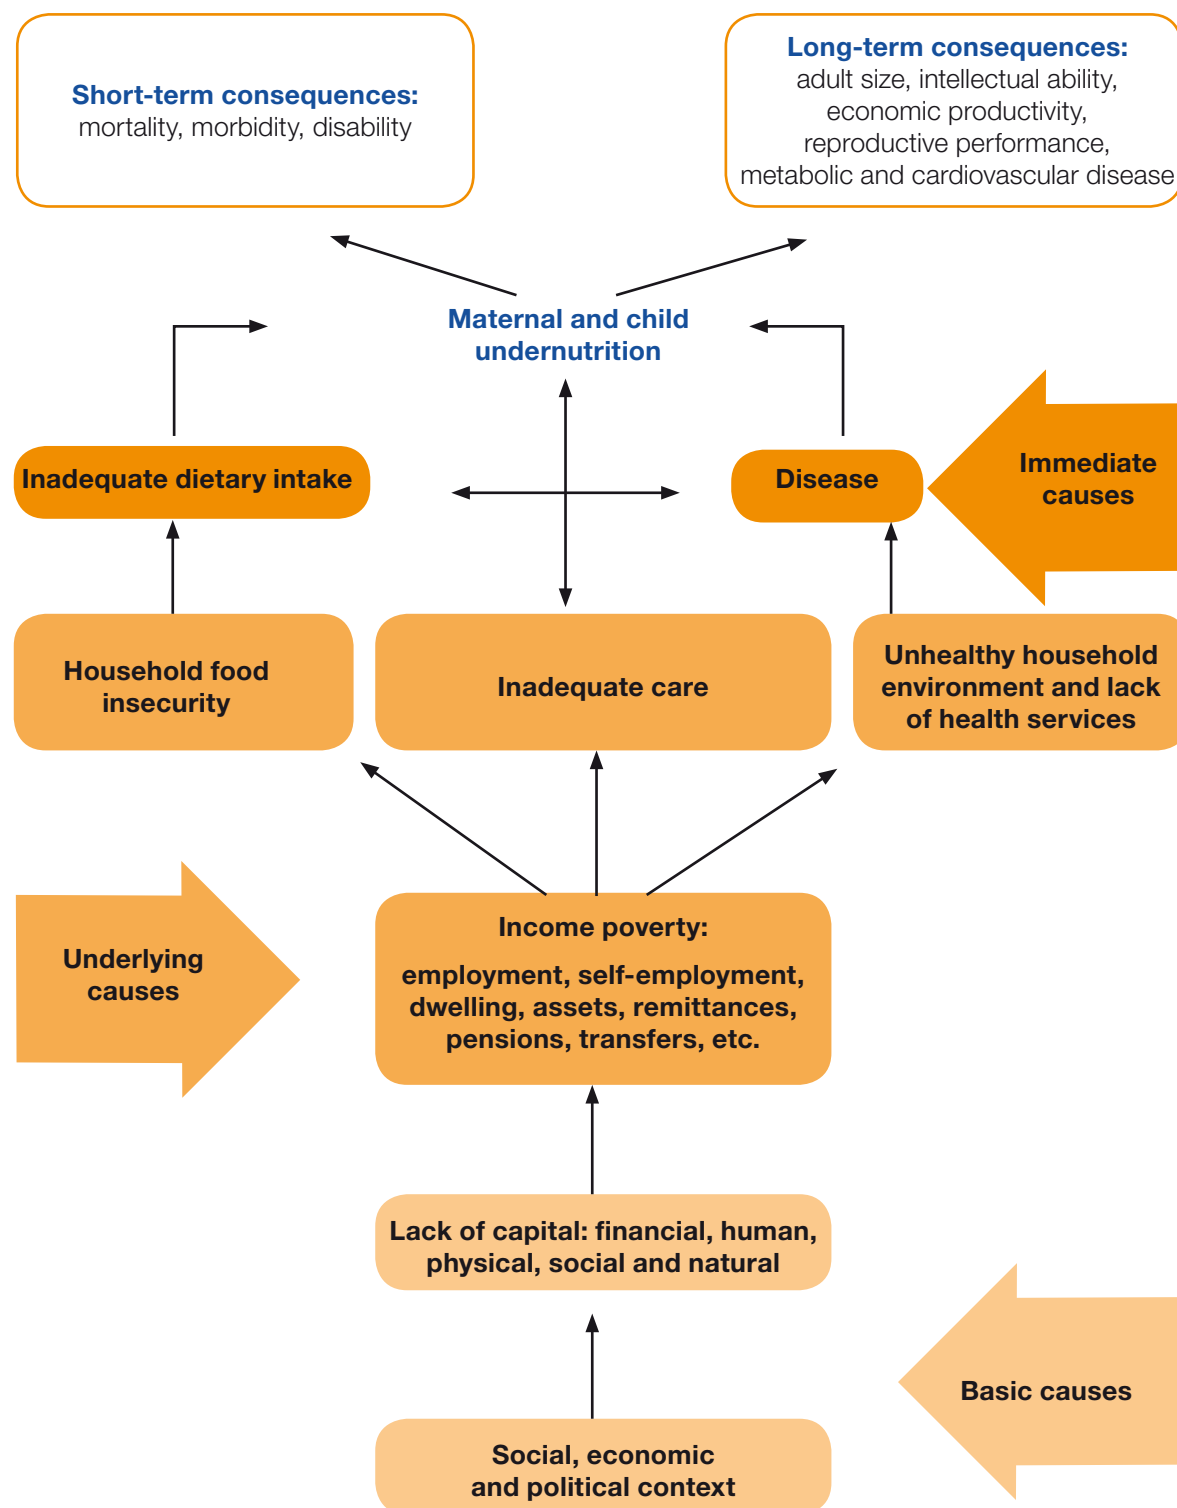 Short-term consequences:
mortality, morbidity, disability
Long-term consequences:
adult size, intellectual ability,
economic productivity,
reproductive performance,
metabolic and cardiovascular disease
Maternal and child
undernutrition
Inadequate dietary intake
Disease
Immediate
causes
Household food
insecurity
Inadequate care
Unhealthy household
environment and lack
of health services
Underlying
causes
Income poverty:
employment, self-employment,
dwelling, assets, remittances,
pensions, transfers, etc.
Lack of capital: financial, human,
physical, social and natural
Basic causes
Social, economic
and political context